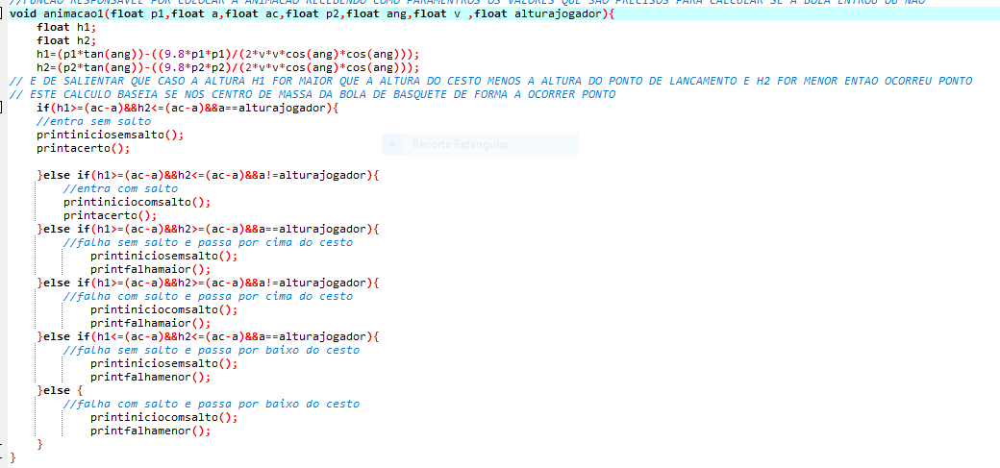 //FUNCAO RESPONSAVEL POR COLOCAR A ANIMACAO RECEBENDO COMO PARAMENTROS OS VALORES QUE SAO PRECISOS PARA CALCULAR SE A BOLA ENTROU OU NAO
void animacao1(float p1,float a,float ac,float p2,float ang,float v ,float alturajogador){
float h1;
float h2;
h1=(p1*tan(ang))-((9.8*p1*p1)/(2*v*v*cos(ang)*cos(ang)));
h2=(p2*tan(ang))-((9.8*p2*p2)/(2*v*v*cos(ang)*cos(ang)));
// E DE SALIENTAR QUE CASO A ALTURA H1 FOR MAIOR QUE A ALTURA DO CESTO MENOS A ALTURA DO PONTO DE LANCAMENTO E H2 FOR MENOR ENTAO OCORREU PONTO
// ESTE CALCULO BASEIA SE NOS CENTRO DE MASSA DA BOLA DE BASQUETE DE FORMA A OCORRER PONTO
if(h1>=(ac-a)&&h2<=(ac-a)&&a==alturajogador){
//entra sem salto
printiniciosemsalto();
Recorte Retangular
printacerto();
}else if(h1>=(ac-a)&&h2<=(ac-a)&&a!=alturajogador){
//entra com salto
printiniciocomsalto();
printacerto();
}else if(h1>=(ac-a)&&h2>=(ac-a)&&a==alturajogador){
//falha sem salto e passa por cima do cesto
printiniciosemsalto();
printfalhamaior();
}else if(h1>=(ac-a)&&h2>=(ac-a)&&a!=alturajogador){
//falha com salto e passa por cima do cesto
printiniciocomsalto();
printfalhamaior();
}else if(h1<=(ac-a)&&h2<=(ac-a)&&a==alturajogador){
//falha sem salto e passa por baixo do cesto
printiniciosemsalto();
printfalhamenor();
}else {
//falha com salto e passa por baixo do cesto
printiniciocomsalto();
printfalhamenor();
}
}